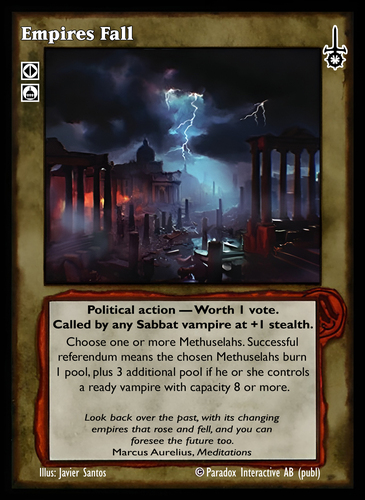 Empires Fall
Political action — Worth 1 vote.
Called by any Sabbat vampire at +1 stealth.
Choose one or more Methuselahs. Successful
referendum means the chosen Methuselahs burn
1 pool, plus 3 additional pool if he or she controls
a ready vampire with capacity 8 or more.
Look back over the past, with its changing
empires that rose and fell, and you can
foresee the future too.
Marcus Aurelius, Meditations
Illus: Javier Santos
© Paradox Interactive AB (publ)